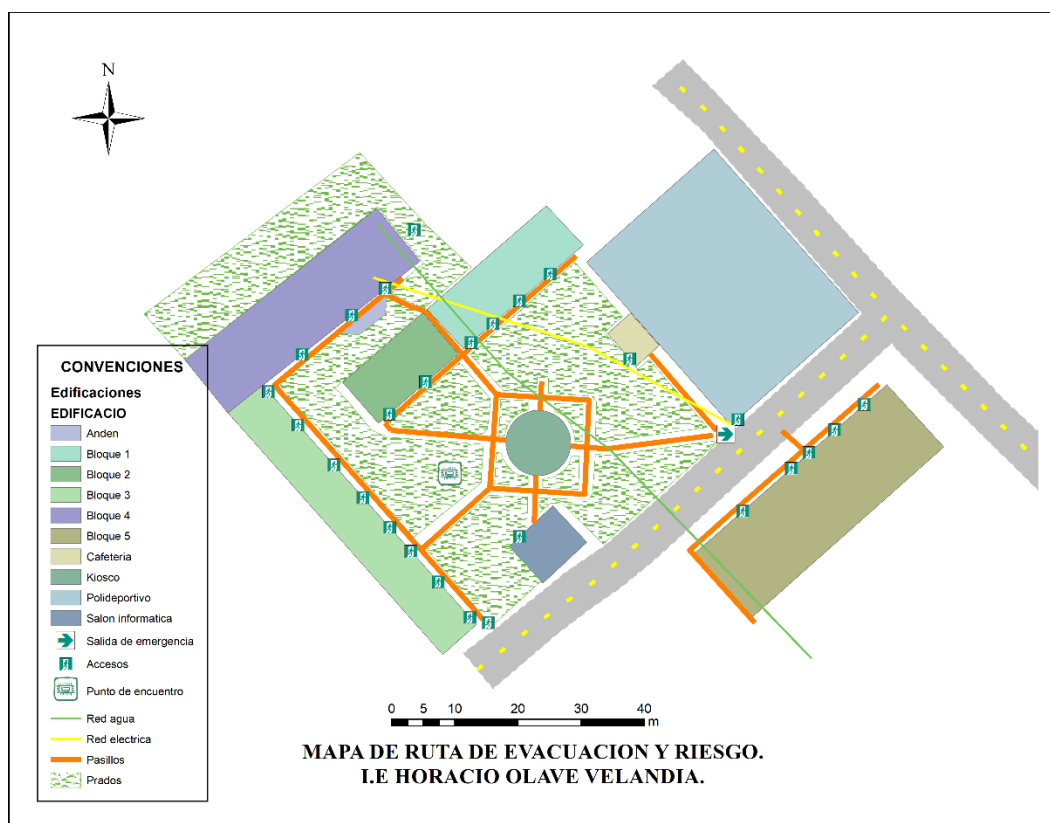 N
CONVENCIONES
Edificaciones
EDIFICACIO
Anden
Bloque 1
Bloque 2
Bloque 3
Bloque 4
Bloque 5
Cafeteria
Kiosco
Polideportivo
Salon informatica
Salida de emergencia
Accesos
Punto de encuentro
Red agua
Red electrica
Pasillos
Prados
0 5 10 20 30 40
m
MAPA DE RUTA DE EVACUACION Y RIESGO.
I.E HORACIO OLAVE VELANDIA.